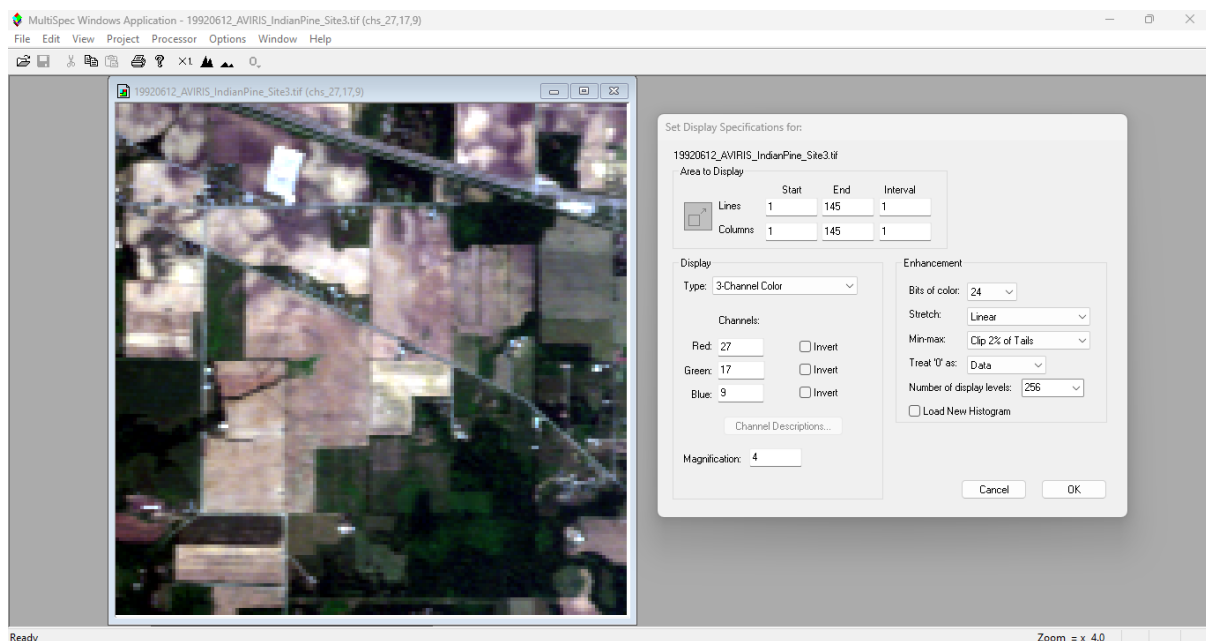 MultiSpec Windows Application - 19920612_AVIRIS_IndianPine_Site3.tif (chs_27,17,9)
File Edit View Project Processor Options Window Help
×1
0
19920612_AVIRIS_IndianPine_Site3.tif (chs_27,17,9)
Set Display Specifications for:
19920612_AVIRIS_IndianPine_Site3.tif
Area to Display
Start End Interval
Lines 1 145 1
Columns 1 145 1
Display
Type: 3-Channel Color
Channels:
Red: 27 Invert
Green: 17 Invert
Blue: 9 Invert
Channel Descriptions...
Magnification: 4
Enhancement
Bits of color: 24
Stretch: Linear
Min-max: Clip 2% of Tails
Treat '0' as: Data
Number of display levels: 256
Load New Histogram
Cancel OK
Ready Zoom = x 4.0